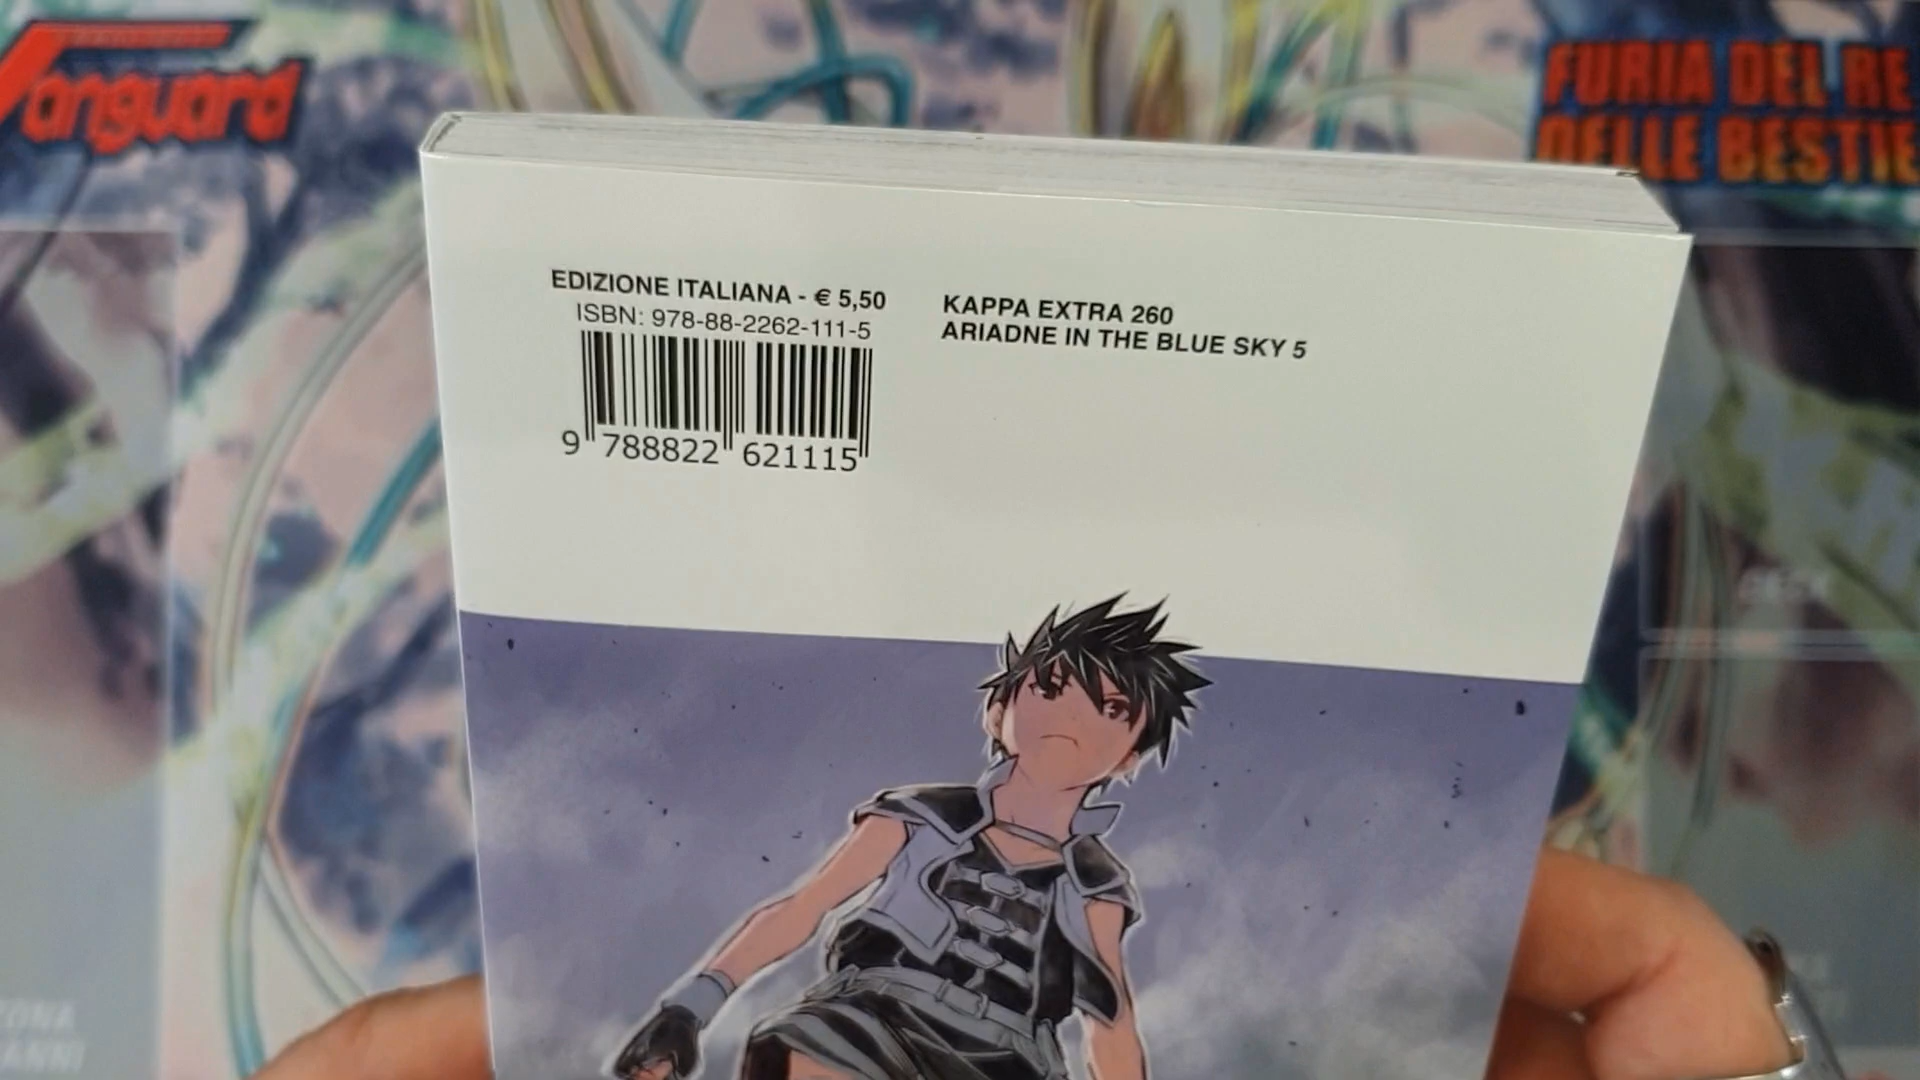 Vanguard
FURIA DEL RE
DELLE BESTIE
EDIZIONE ITALIANA - € 5,50
ISBN: 978-88-2262-111-5
9 788822 621115
KAPPA EXTRA 260
ARIADNE IN THE BLUE SKY 5
ZONA